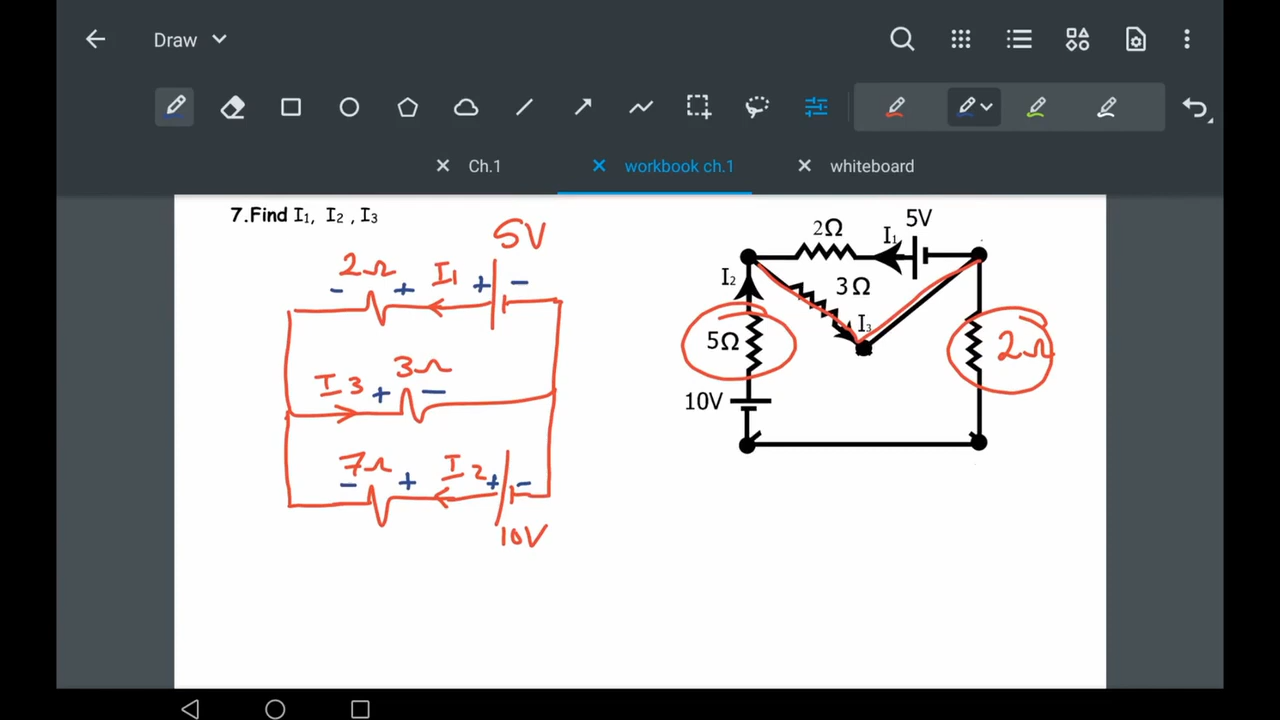 Draw
Ch.1
workbook ch.1
whiteboard
7.Find I₁, I₂ , I₃
5V
2Ω
I1
+ -
- +
3Ω
I3
+ -
7Ω
I2
+ -
- +
10V
5V
2Ω
I₁
I₂
3Ω
I₃
5Ω
2Ω
10V